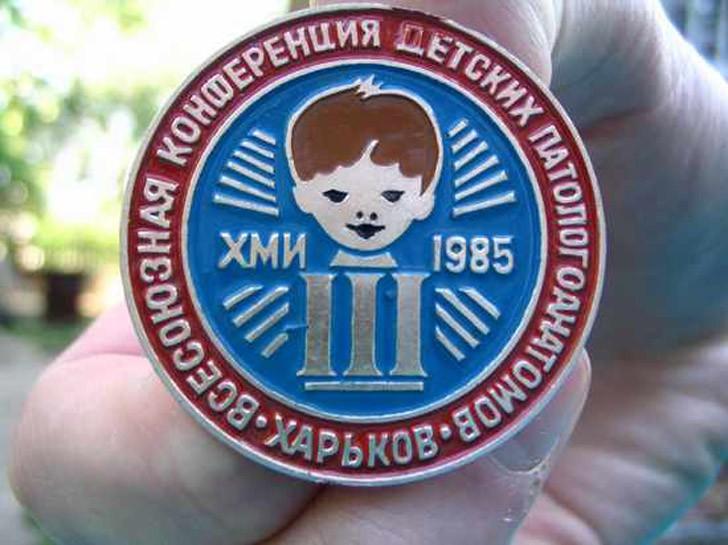 ВСЕСОЮЗНАЯ КОНФЕРЕНЦИЯ ДЕТСКИХ ПАТОЛОГОАНАТОМОВ
ХМИ 1985
III
ХАРЬКОВ